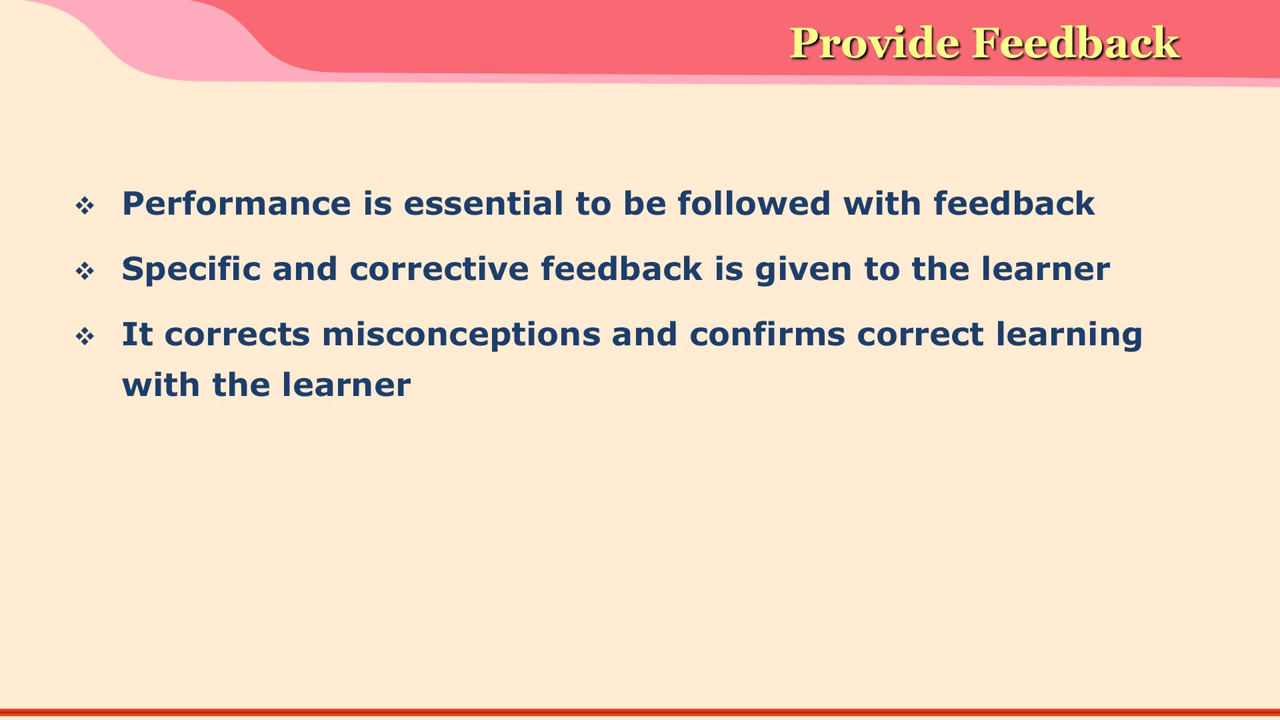 Provide Feedback
❖ Performance is essential to be followed with feedback
❖ Specific and corrective feedback is given to the learner
❖ It corrects misconceptions and confirms correct learning
with the learner